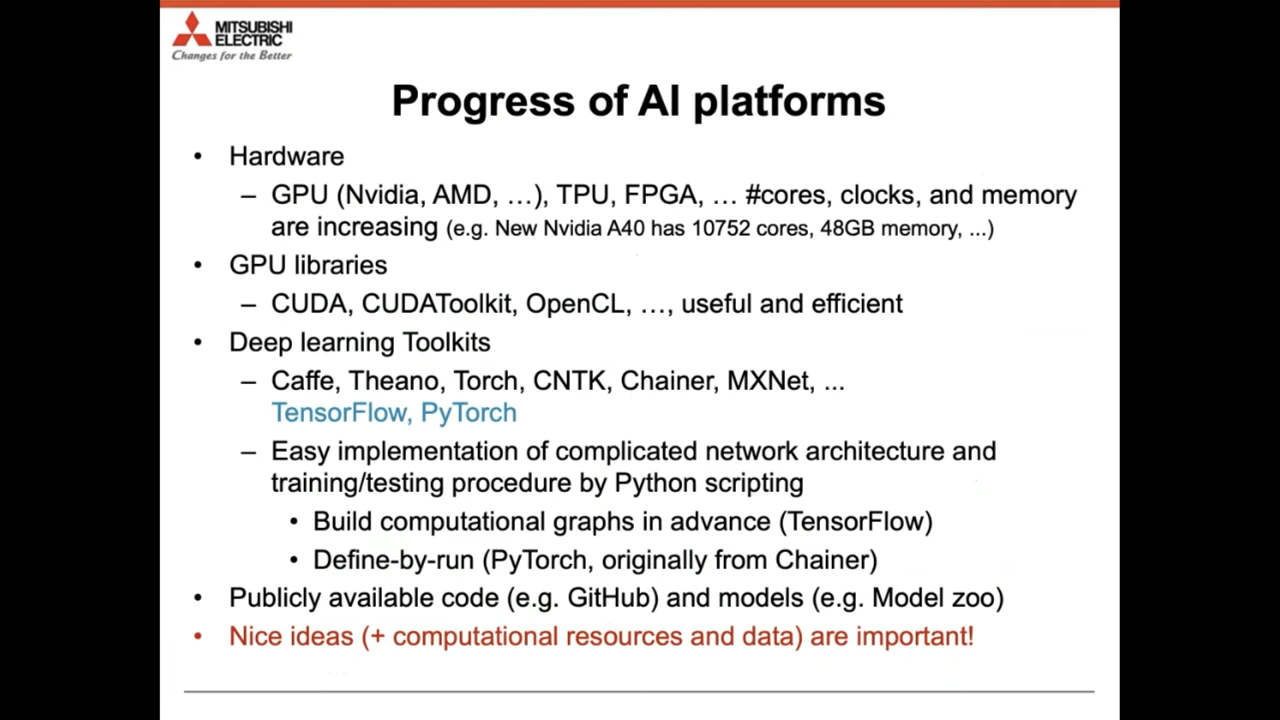 MITSUBISHI
ELECTRIC
Changes for the Better
Progress of AI platforms
• Hardware
– GPU (Nvidia, AMD, …), TPU, FPGA, … #cores, clocks, and memory
are increasing (e.g. New Nvidia A40 has 10752 cores, 48GB memory, ...)
• GPU libraries
– CUDA, CUDAToolkit, OpenCL, …, useful and efficient
• Deep learning Toolkits
– Caffe, Theano, Torch, CNTK, Chainer, MXNet, ...
TensorFlow, PyTorch
– Easy implementation of complicated network architecture and
training/testing procedure by Python scripting
• Build computational graphs in advance (TensorFlow)
• Define-by-run (PyTorch, originally from Chainer)
• Publicly available code (e.g. GitHub) and models (e.g. Model zoo)
• Nice ideas (+ computational resources and data) are important!